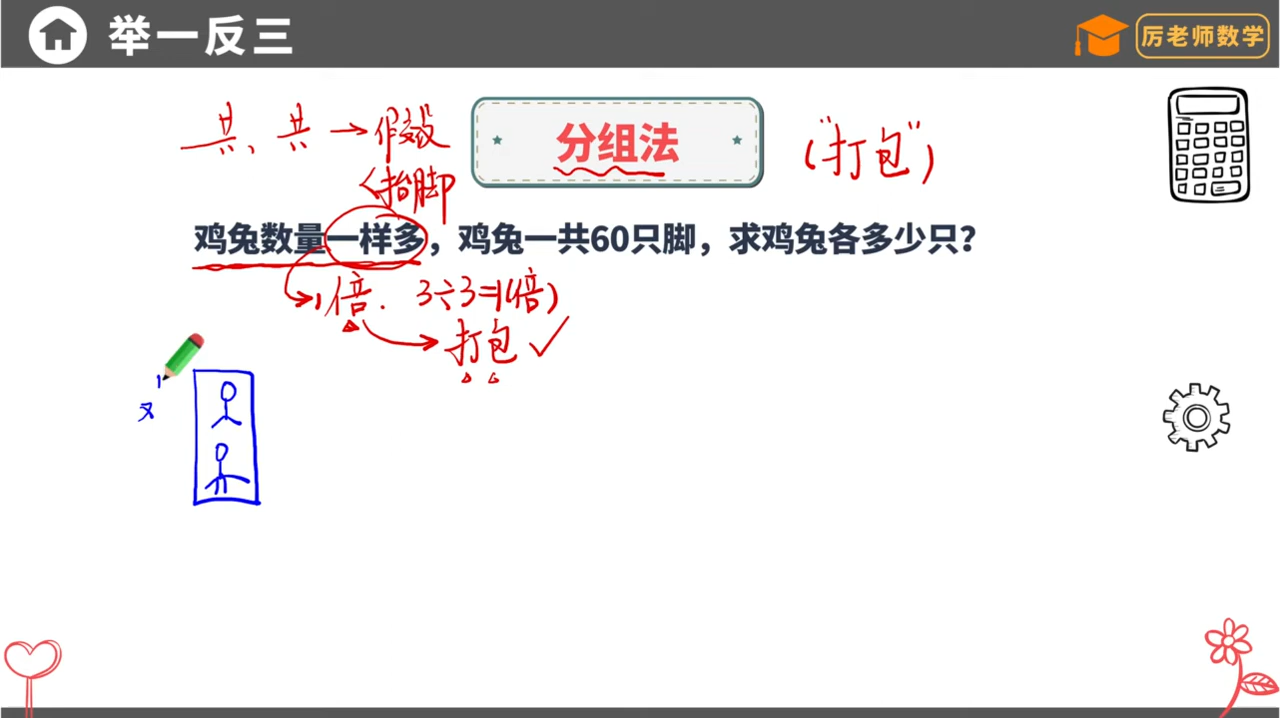 举一反三
厉老师数学
共、共→假设
抬脚
分组法
("打包")
鸡兔数量一样多，鸡兔一共60只脚，求鸡兔各多少只？
1倍. 3÷3=1(倍)
打包✓